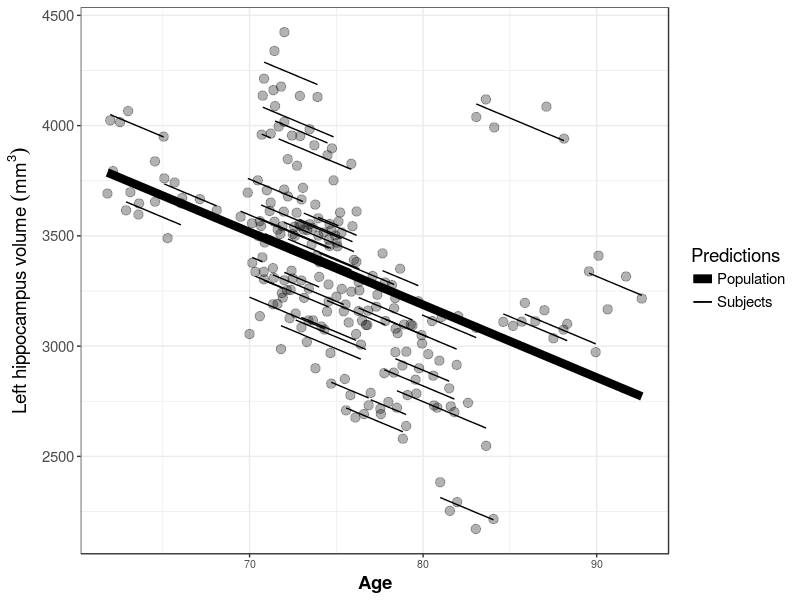 4500
4000
3500
3000
2500
Left hippocampus volume (mm³)
70 80 90
Age
Predictions
Population
Subjects